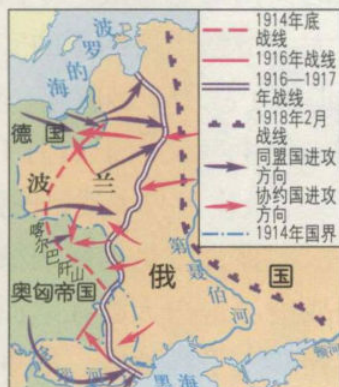 1914年底
战线
1916年战线
1916—1917
年战线
1918年2月
战线
同盟国进攻
方向
协约国进攻
方向
1914年国界
波罗的海
德国
波兰
喀尔巴阡山
奥匈帝国
俄国
第聂伯河
多瑙河
黑海